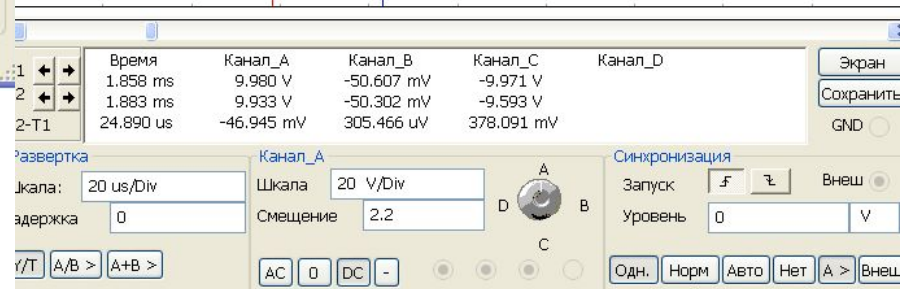 Время Канал_A Канал_B Канал_C Канал_D Экран
1 1.858 ms 9.980 V -50.607 mV -9.971 V
2 1.883 ms 9.933 V -50.302 mV -9.593 V Сохранить
2-T1 24.890 us -46.945 mV 305.466 uV 378.091 mV GND
Развертка Канал_A Синхронизация
кала: 20 us/Div Шкала 20 V/Div A Запуск Внеш
адержка 0 Смещение 2.2 D B Уровень 0 V
C
Y/T A/B > A+B > AC 0 DC - Одн. Норм Авто Нет A > Внеш